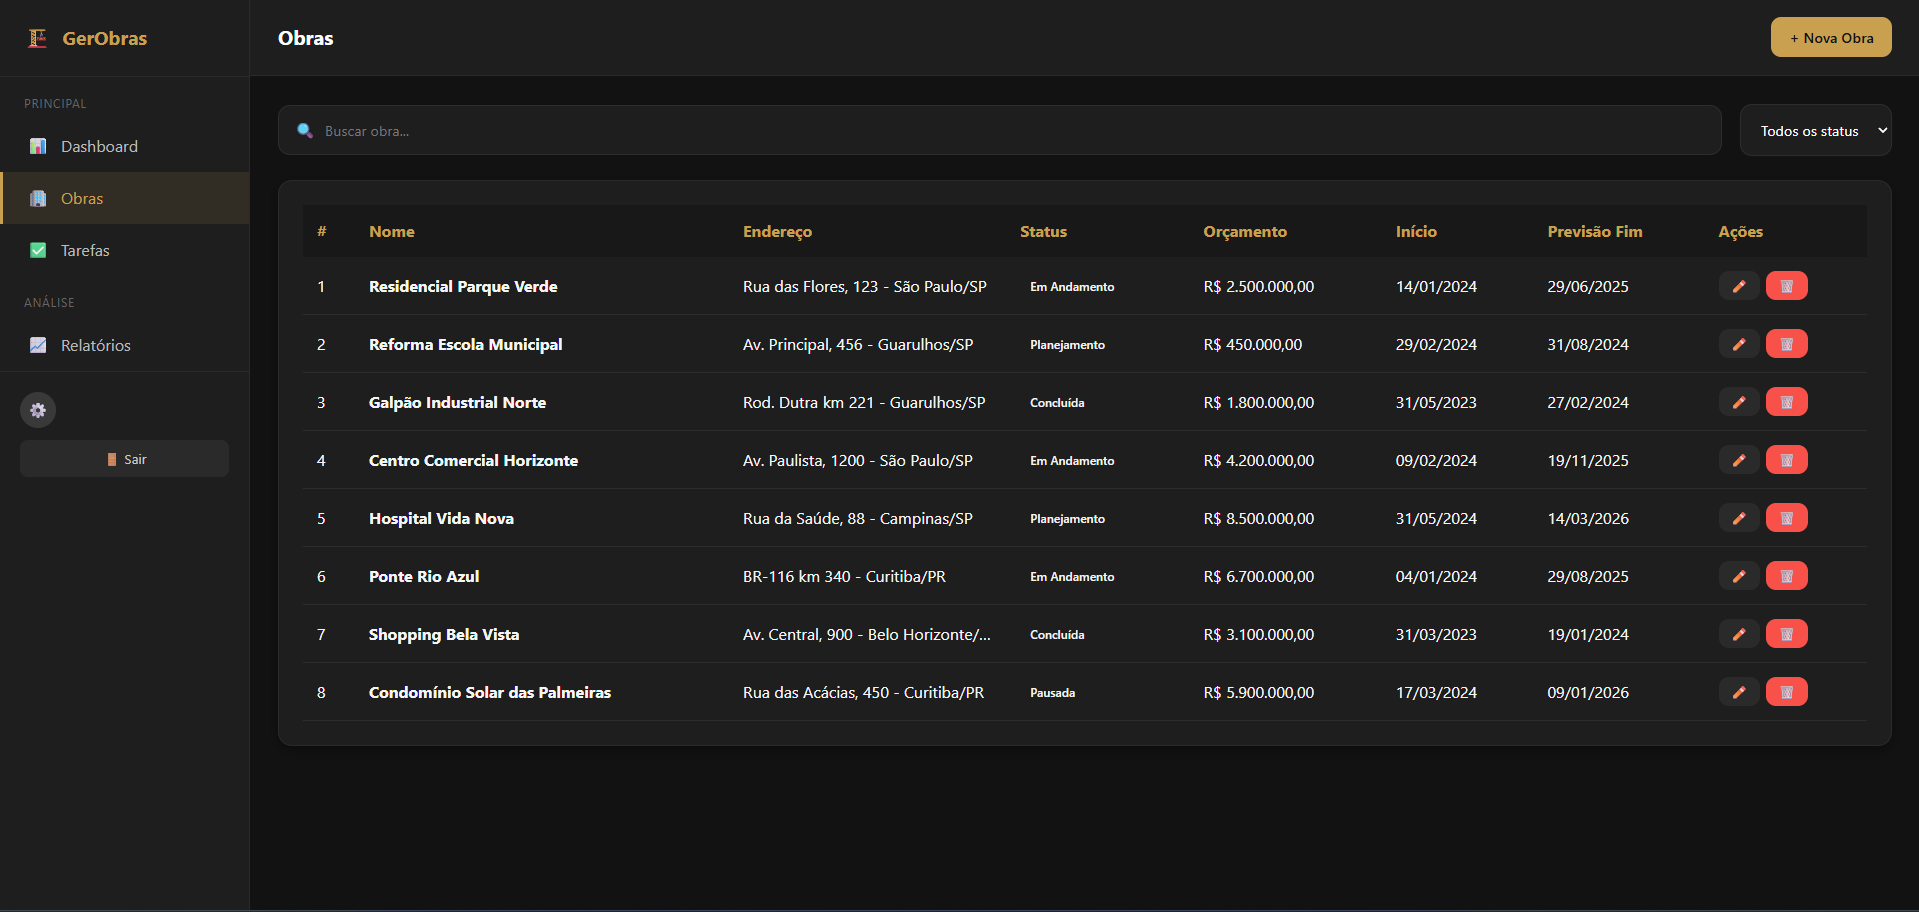 GerObras
Obras
+ Nova Obra
PRINCIPAL
Dashboard
Obras
Tarefas
ANÁLISE
Relatórios
Sair
Buscar obra...
Todos os status
# Nome Endereço Status Orçamento Início Previsão Fim Ações
1 Residencial Parque Verde Rua das Flores, 123 - São Paulo/SP Em Andamento R$ 2.500.000,00 14/01/2024 29/06/2025
2 Reforma Escola Municipal Av. Principal, 456 - Guarulhos/SP Planejamento R$ 450.000,00 29/02/2024 31/08/2024
3 Galpão Industrial Norte Rod. Dutra km 221 - Guarulhos/SP Concluída R$ 1.800.000,00 31/05/2023 27/02/2024
4 Centro Comercial Horizonte Av. Paulista, 1200 - São Paulo/SP Em Andamento R$ 4.200.000,00 09/02/2024 19/11/2025
5 Hospital Vida Nova Rua da Saúde, 88 - Campinas/SP Planejamento R$ 8.500.000,00 31/05/2024 14/03/2026
6 Ponte Rio Azul BR-116 km 340 - Curitiba/PR Em Andamento R$ 6.700.000,00 04/01/2024 29/08/2025
7 Shopping Bela Vista Av. Central, 900 - Belo Horizonte/... Concluída R$ 3.100.000,00 31/03/2023 19/01/2024
8 Condomínio Solar das Palmeiras Rua das Acácias, 450 - Curitiba/PR Pausada R$ 5.900.000,00 17/03/2024 09/01/2026